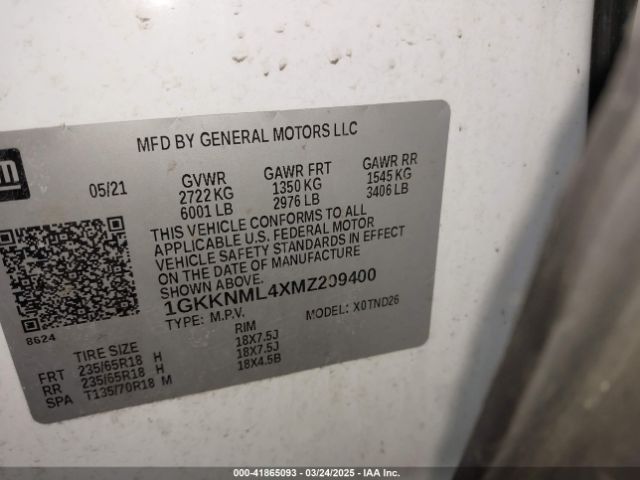 MFD BY GENERAL MOTORS LLC
gm
05/21 GVWR GAWR FRT GAWR RR
2722 KG 1350 KG 1545 KG
6001 LB 2976 LB 3406 LB
THIS VEHICLE CONFORMS TO ALL
APPLICABLE U.S. FEDERAL MOTOR
VEHICLE SAFETY STANDARDS IN EFFECT
ON THE DATE OF MANUFACTURE
SHOWN ABOVE.
1GKKNML4XMZ209400
TYPE: M.P.V. MODEL: X0TND26
8624
TIRE SIZE RIM
FRT 235/65R18 H 18X7.5J
RR 235/65R18 H 18X7.5J
SPA T135/70R18 M 18X4.5B
000-41865093 - 03/24/2025 - IAA Inc.